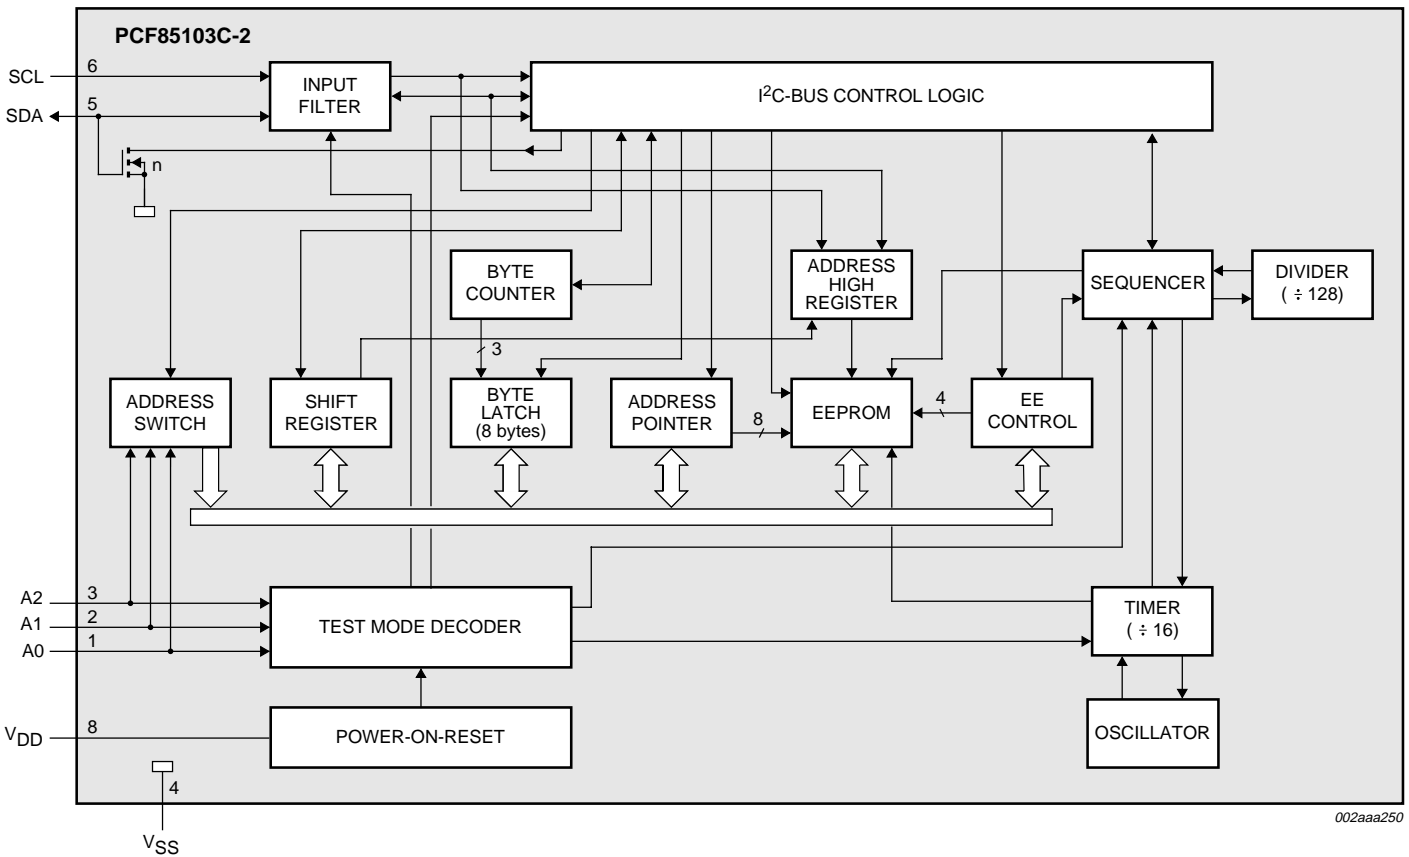 PCF85103C-2
SCL
6
SDA
5
INPUT
FILTER
I²C-BUS CONTROL LOGIC
n
BYTE
COUNTER
ADDRESS
HIGH
REGISTER
SEQUENCER
DIVIDER
( ÷ 128)
3
ADDRESS
SWITCH
SHIFT
REGISTER
BYTE
LATCH
(8 bytes)
ADDRESS
POINTER
8
EEPROM
4
EE
CONTROL
A2
3
A1
2
A0
1
TEST MODE DECODER
TIMER
( ÷ 16)
VDD
8
POWER-ON-RESET
OSCILLATOR
4
VSS
002aaa250